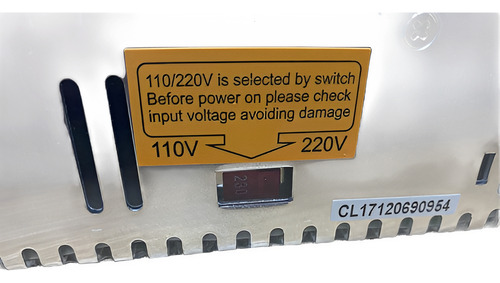 110/220V is selected by switch
Before power on please check
input voltage avoiding damage
110V 220V
CL17120690954